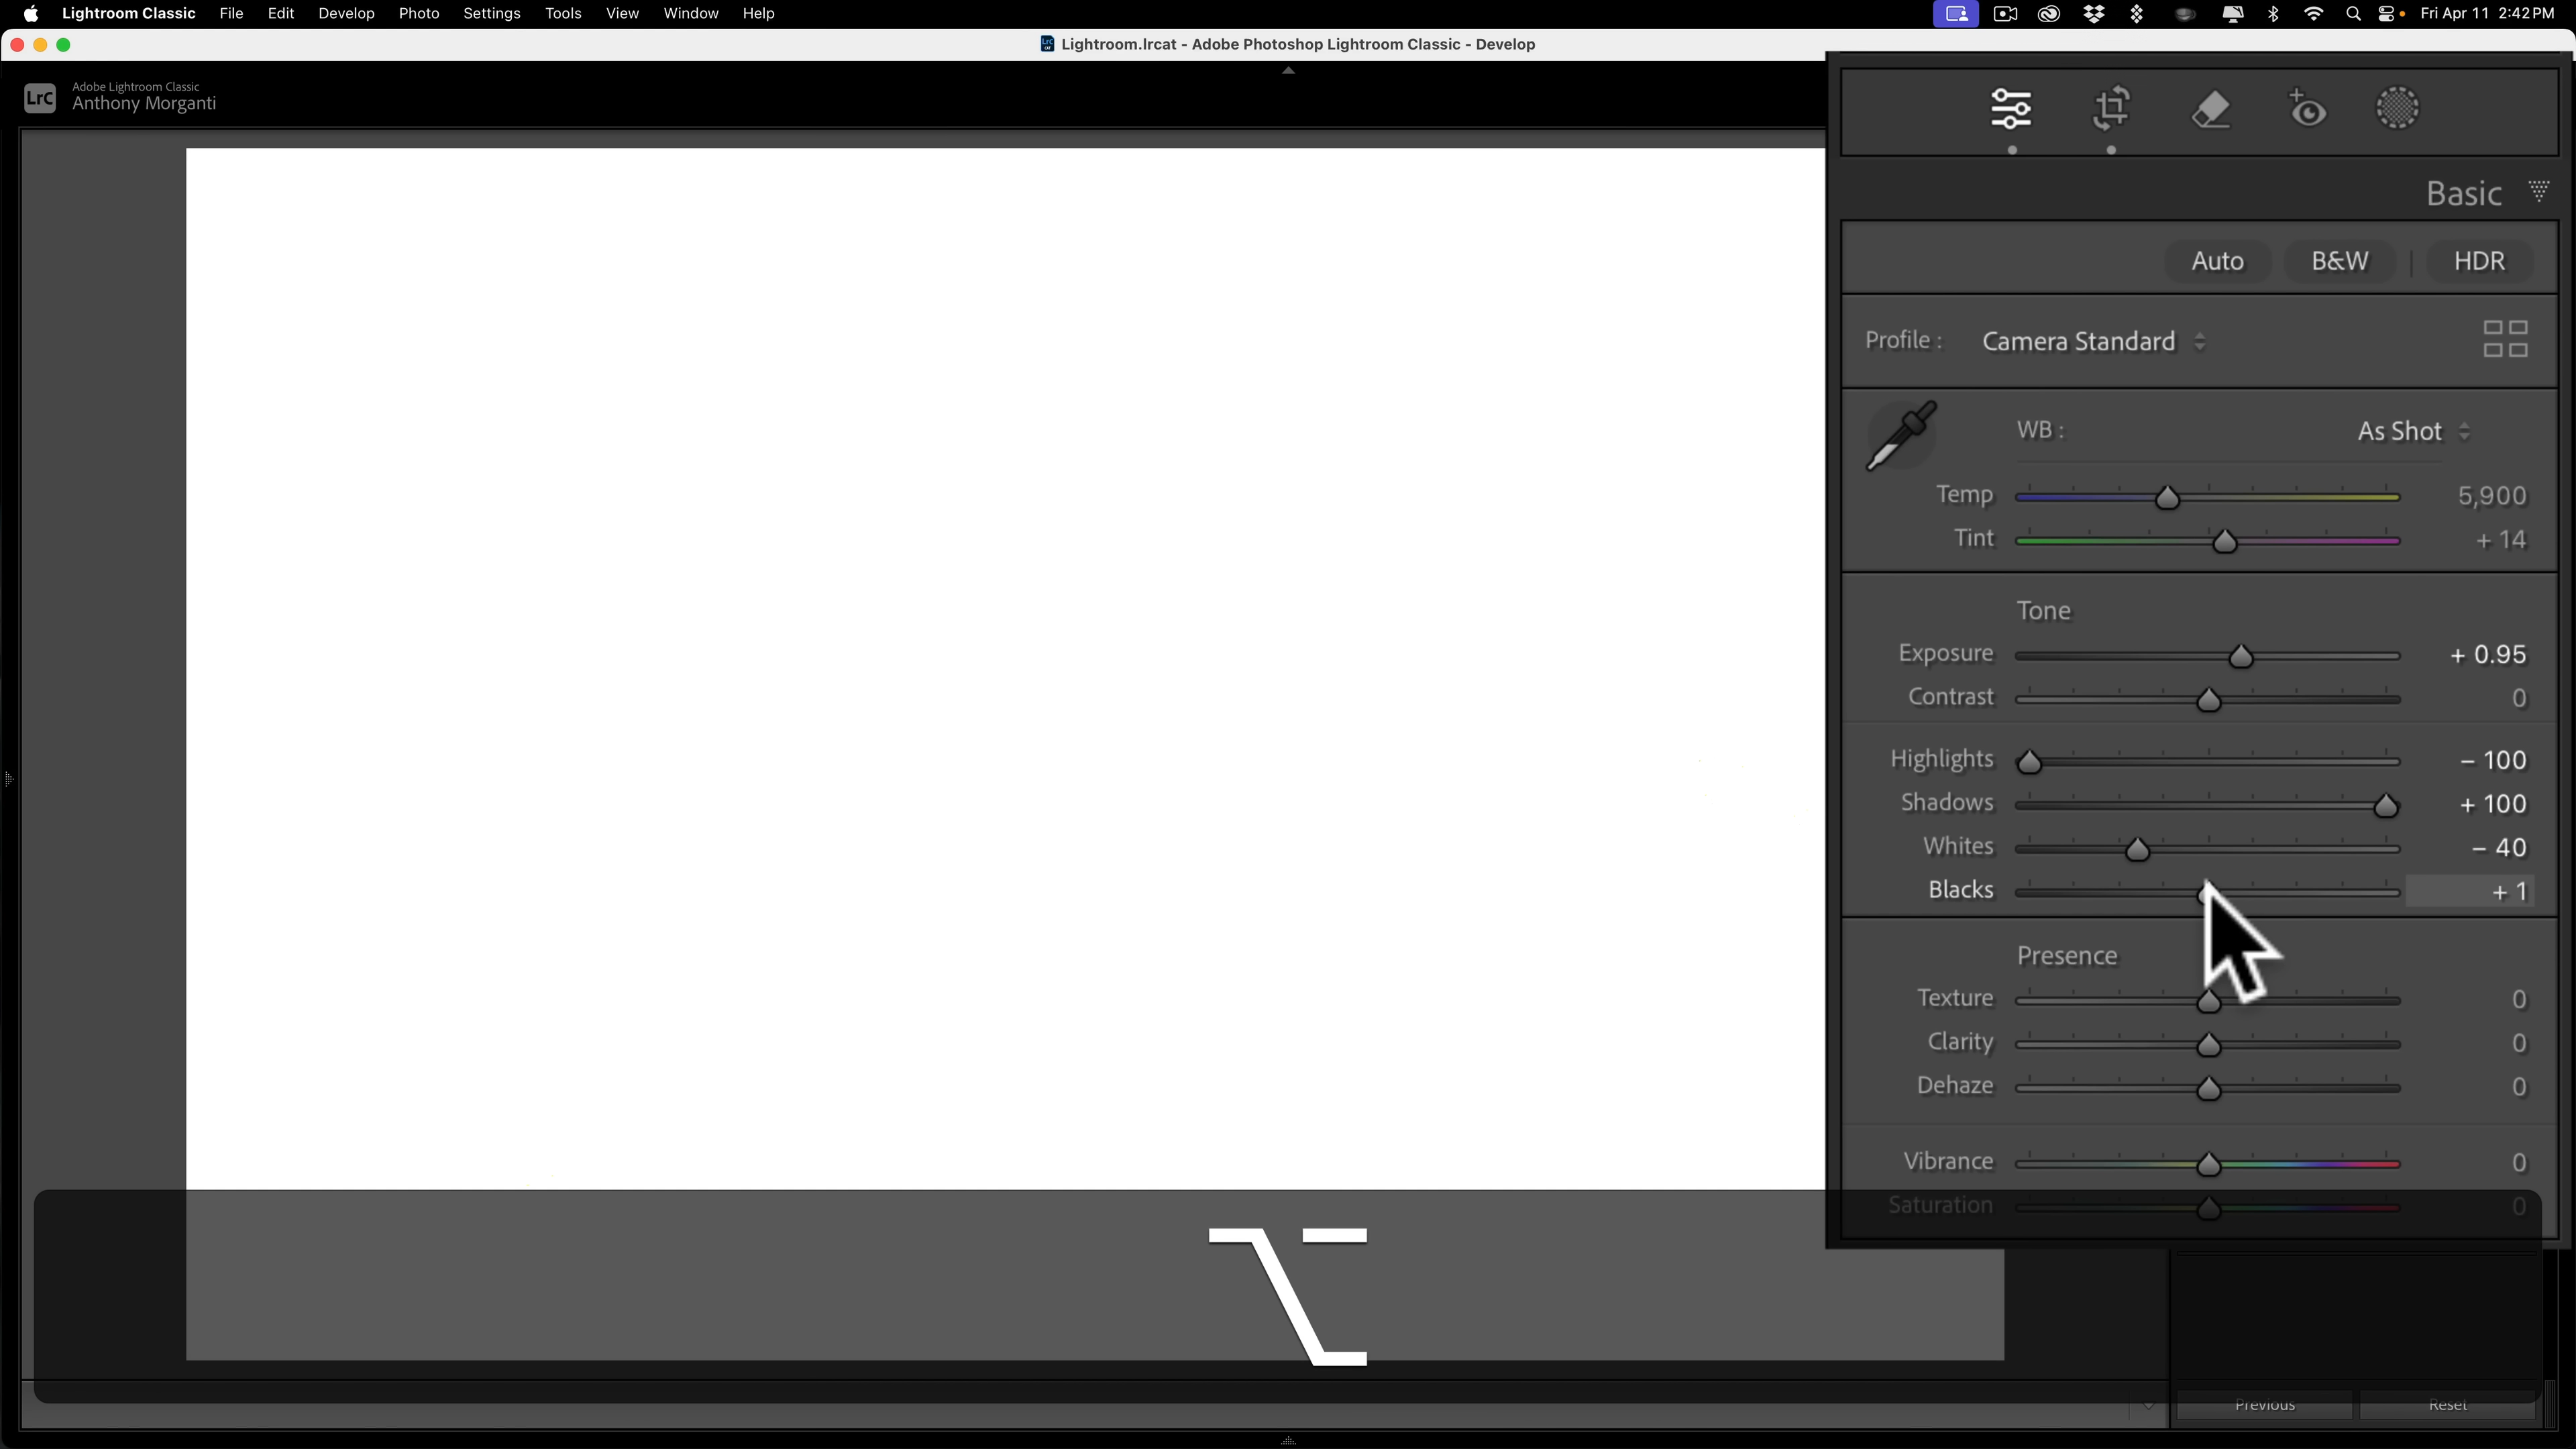 Lightroom Classic File Edit Develop Photo Settings Tools View Window Help Fri Apr 11 2:42 PM
Lightroom.lrcat - Adobe Photoshop Lightroom Classic - Develop
LrC
Adobe Lightroom Classic
Anthony Morganti
Basic
Auto B&W HDR
Profile : Camera Standard
WB : As Shot
Temp 5,900
Tint + 14
Tone
Exposure + 0.95
Contrast 0
Highlights – 100
Shadows + 100
Whites – 40
Blacks + 1
Presence
Texture 0
Clarity 0
Dehaze 0
Vibrance 0
Saturation 0
⌥
Previous Reset